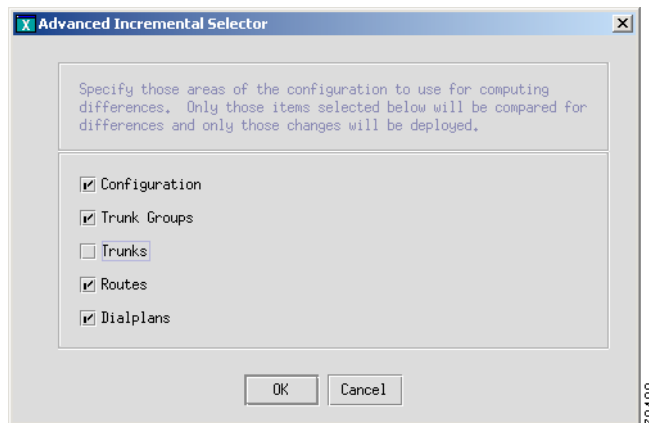 X Advanced Incremental Selector
Specify those areas of the configuration to use for computing
differences. Only those items selected below will be compared for
differences and only those changes will be deployed.
Configuration
Trunk Groups
Trunks
Routes
Dialplans
OK
Cancel